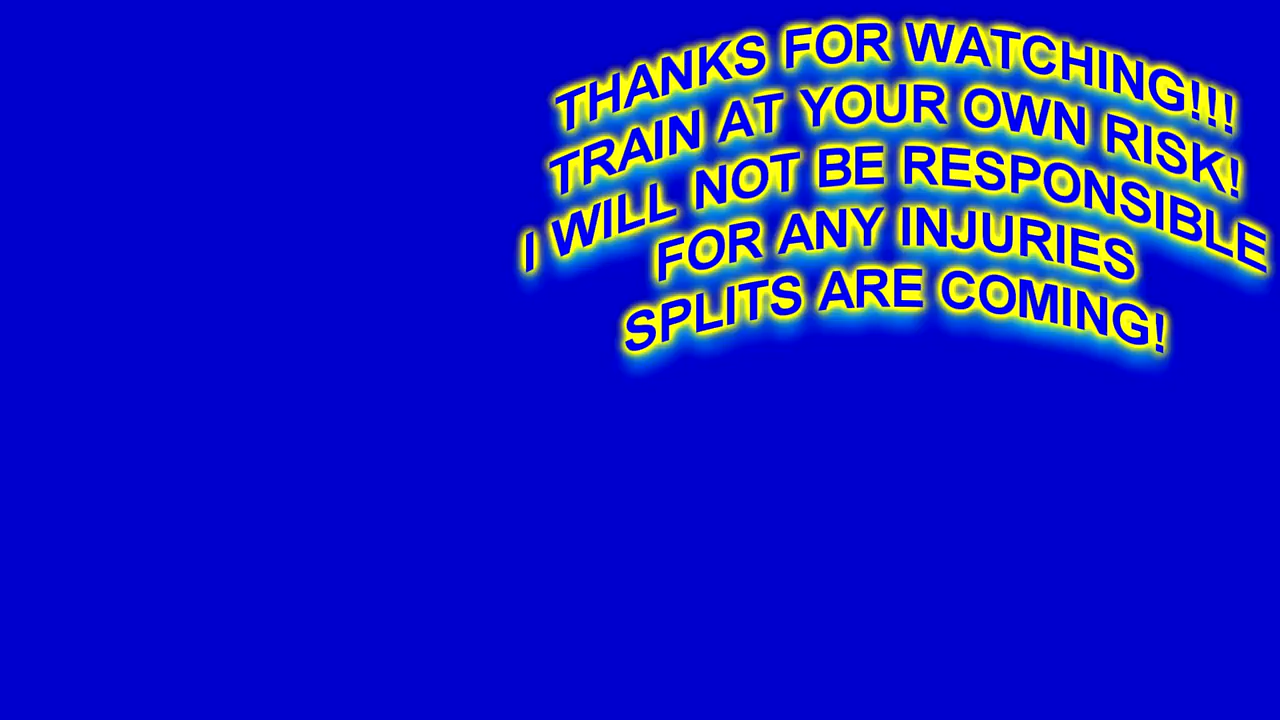 THANKS FOR WATCHING!!!
TRAIN AT YOUR OWN RISK!
I WILL NOT BE RESPONSIBLE
FOR ANY INJURIES
SPLITS ARE COMING!